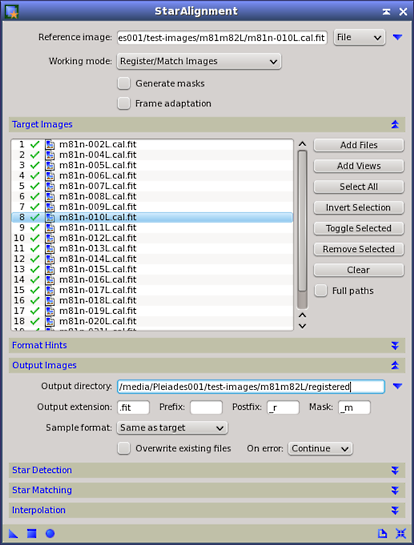 StarAlignment
Reference image: es001/test-images/m81m82L/m81n-010L.cal.fit File
Working mode: Register/Match Images
Generate masks
Frame adaptation
Target Images
1 m81n-002L.cal.fit Add Files
2 m81n-004L.cal.fit
3 m81n-005L.cal.fit Add Views
4 m81n-006L.cal.fit
5 m81n-007L.cal.fit Select All
6 m81n-008L.cal.fit
7 m81n-009L.cal.fit Invert Selection
8 m81n-010L.cal.fit
9 m81n-011L.cal.fit Toggle Selected
10 m81n-012L.cal.fit
11 m81n-013L.cal.fit Remove Selected
12 m81n-014L.cal.fit
13 m81n-015L.cal.fit Clear
14 m81n-016L.cal.fit
15 m81n-017L.cal.fit Full paths
16 m81n-018L.cal.fit
17 m81n-019L.cal.fit
18 m81n-020L.cal.fit
Format Hints
Output Images
Output directory: /media/Pleiades001/test-images/m81m82L/registered
Output extension: .fit Prefix: Postfix: _r Mask: _m
Sample format: Same as target
Overwrite existing files On error: Continue
Star Detection
Star Matching
Interpolation